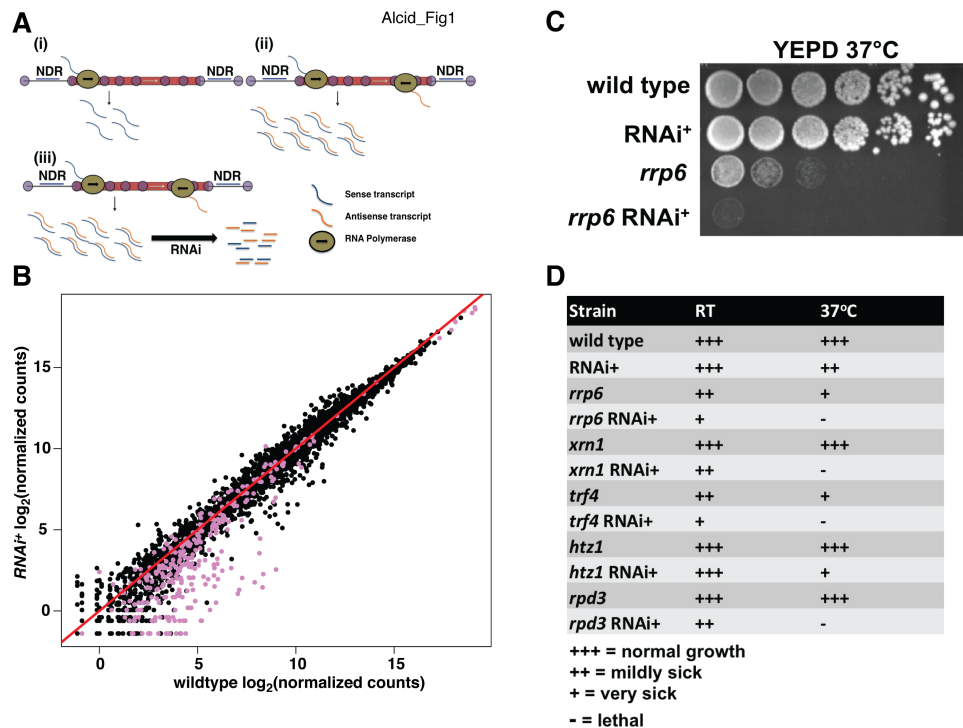 Alcid_Fig1
A
(i)
NDR
NDR
(ii)
NDR
NDR
(iii)
NDR
NDR
RNAi
Sense transcript
Antisense transcript
RNA Polymerase
B
RNAi+ log2(normalized counts)
15
10
5
0
0 5 10 15
wildtype log2(normalized counts)
C
YEPD 37°C
wild type
RNAi+
rrp6
rrp6 RNAi+
D
Strain RT 37°C
wild type +++ +++
RNAi+ +++ ++
rrp6 ++ +
rrp6 RNAi+ + -
xrn1 +++ +++
xrn1 RNAi+ ++ -
trf4 ++ +
trf4 RNAi+ + -
htz1 +++ +++
htz1 RNAi+ +++ +
rpd3 +++ +++
rpd3 RNAi+ ++ -
+++ = normal growth
++ = mildly sick
+ = very sick
- = lethal